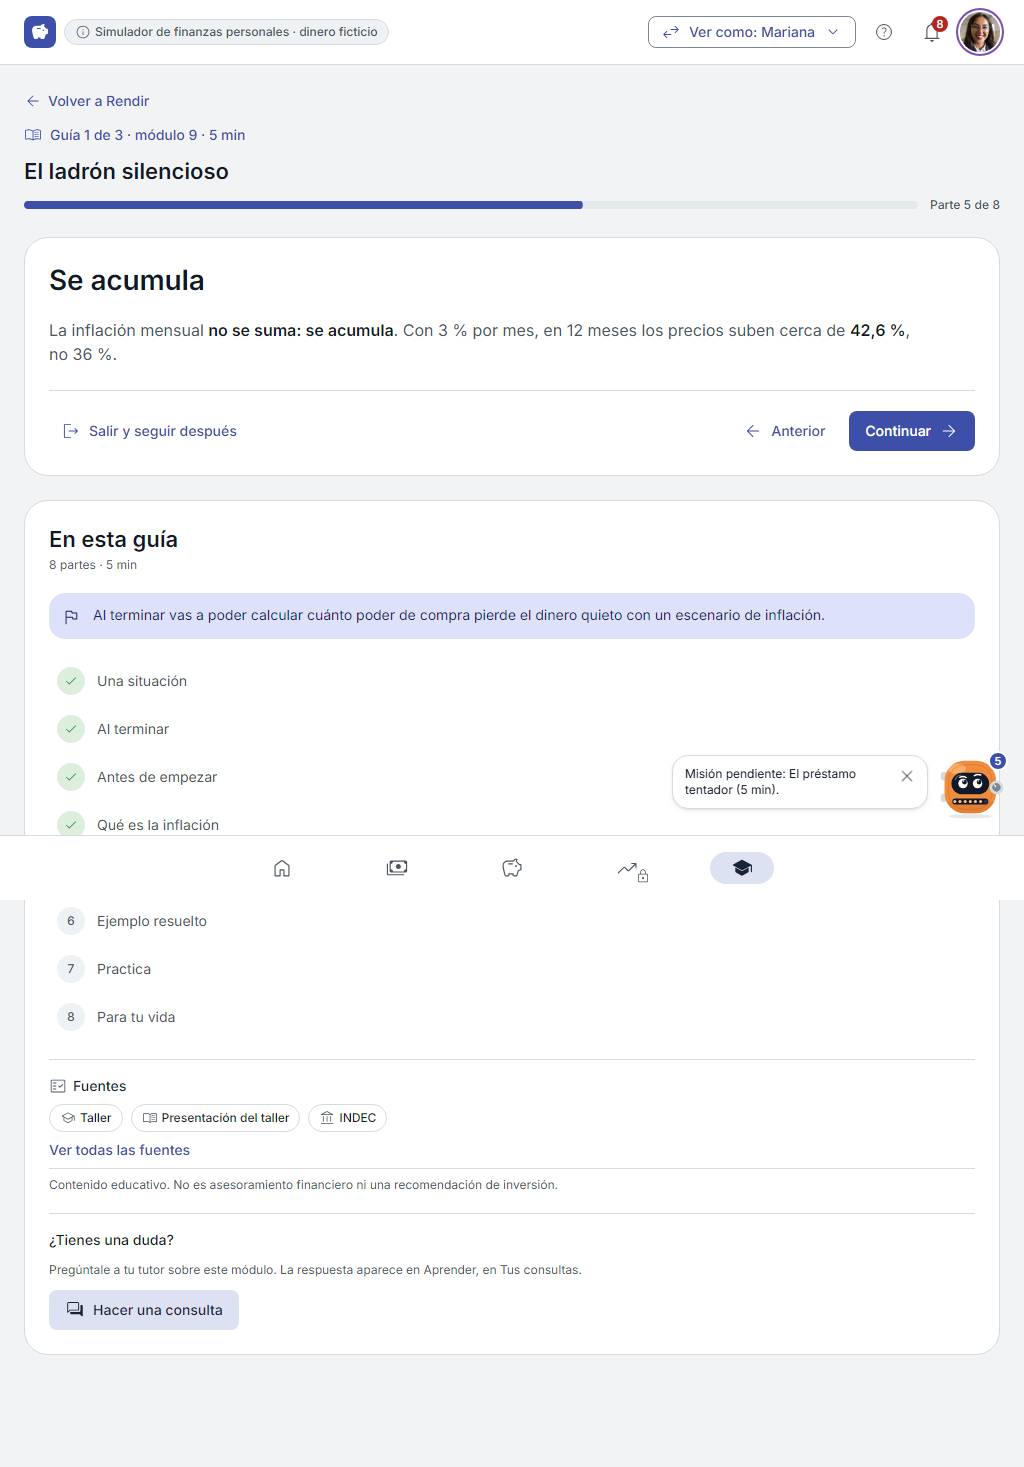 Simulador de finanzas personales · dinero ficticio
Ver como: Mariana
8
Volver a Rendir
Guía 1 de 3 · módulo 9 · 5 min
El ladrón silencioso
Parte 5 de 8
Se acumula
La inflación mensual no se suma: se acumula. Con 3 % por mes, en 12 meses los precios suben cerca de 42,6 %,
no 36 %.
Salir y seguir después
Anterior
Continuar
En esta guía
8 partes · 5 min
Al terminar vas a poder calcular cuánto poder de compra pierde el dinero quieto con un escenario de inflación.
Una situación
Al terminar
Antes de empezar
Misión pendiente: El préstamo
tentador (5 min).
5
Qué es la inflación
6 Ejemplo resuelto
7 Practica
8 Para tu vida
Fuentes
Taller
Presentación del taller
INDEC
Ver todas las fuentes
Contenido educativo. No es asesoramiento financiero ni una recomendación de inversión.
¿Tienes una duda?
Pregúntale a tu tutor sobre este módulo. La respuesta aparece en Aprender, en Tus consultas.
Hacer una consulta